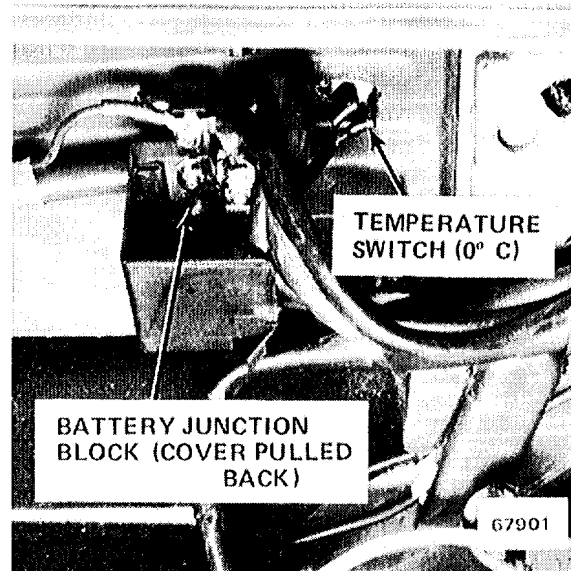 TEMPERATURE
SWITCH (0° C)
BATTERY JUNCTION
BLOCK (COVER PULLED
BACK)
67901